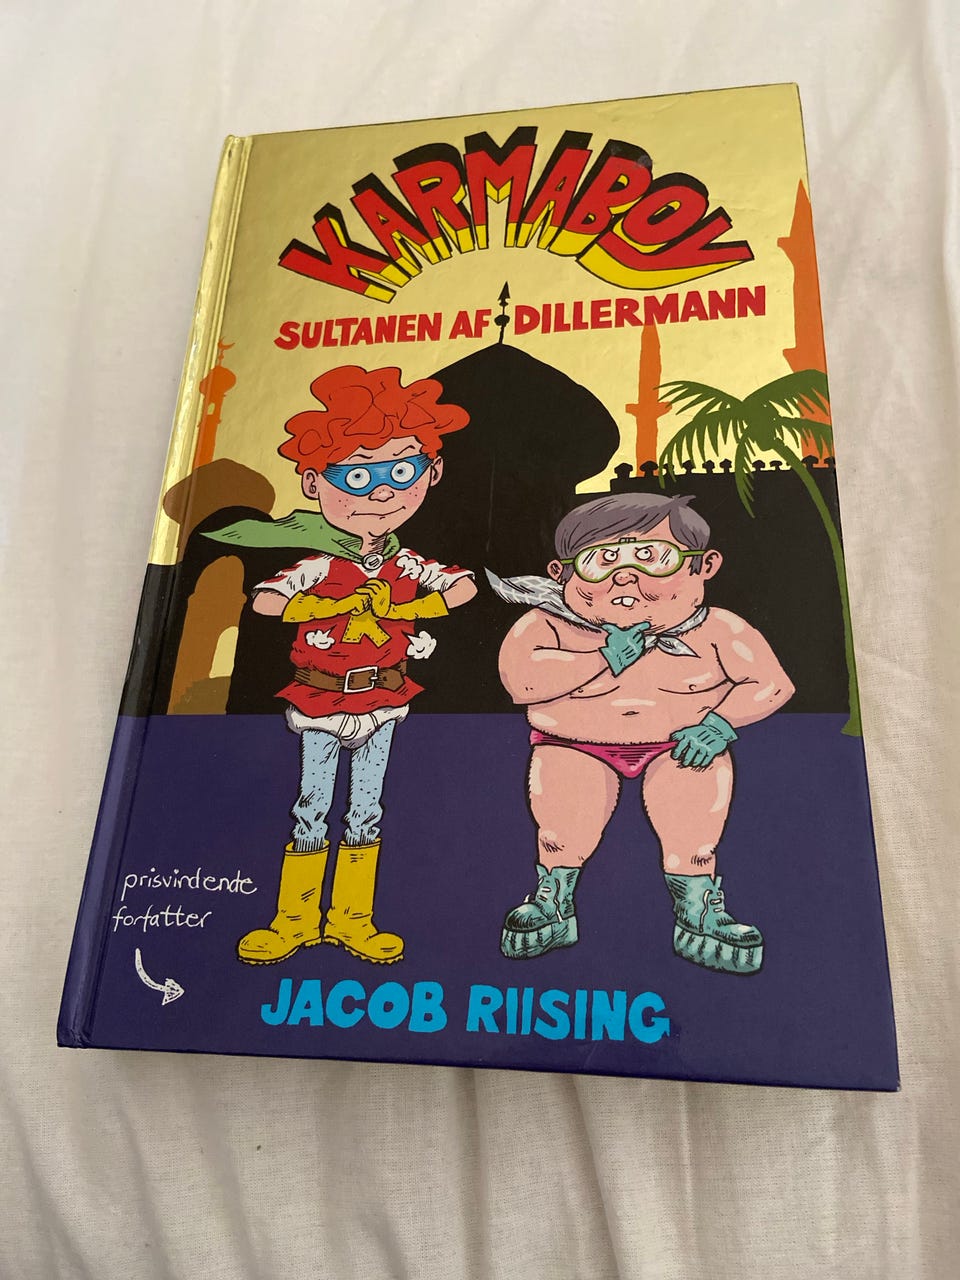 KARMABOY
SULTANEN AF DILLERMANN
prisvindende
forfatter
JACOB RIISING